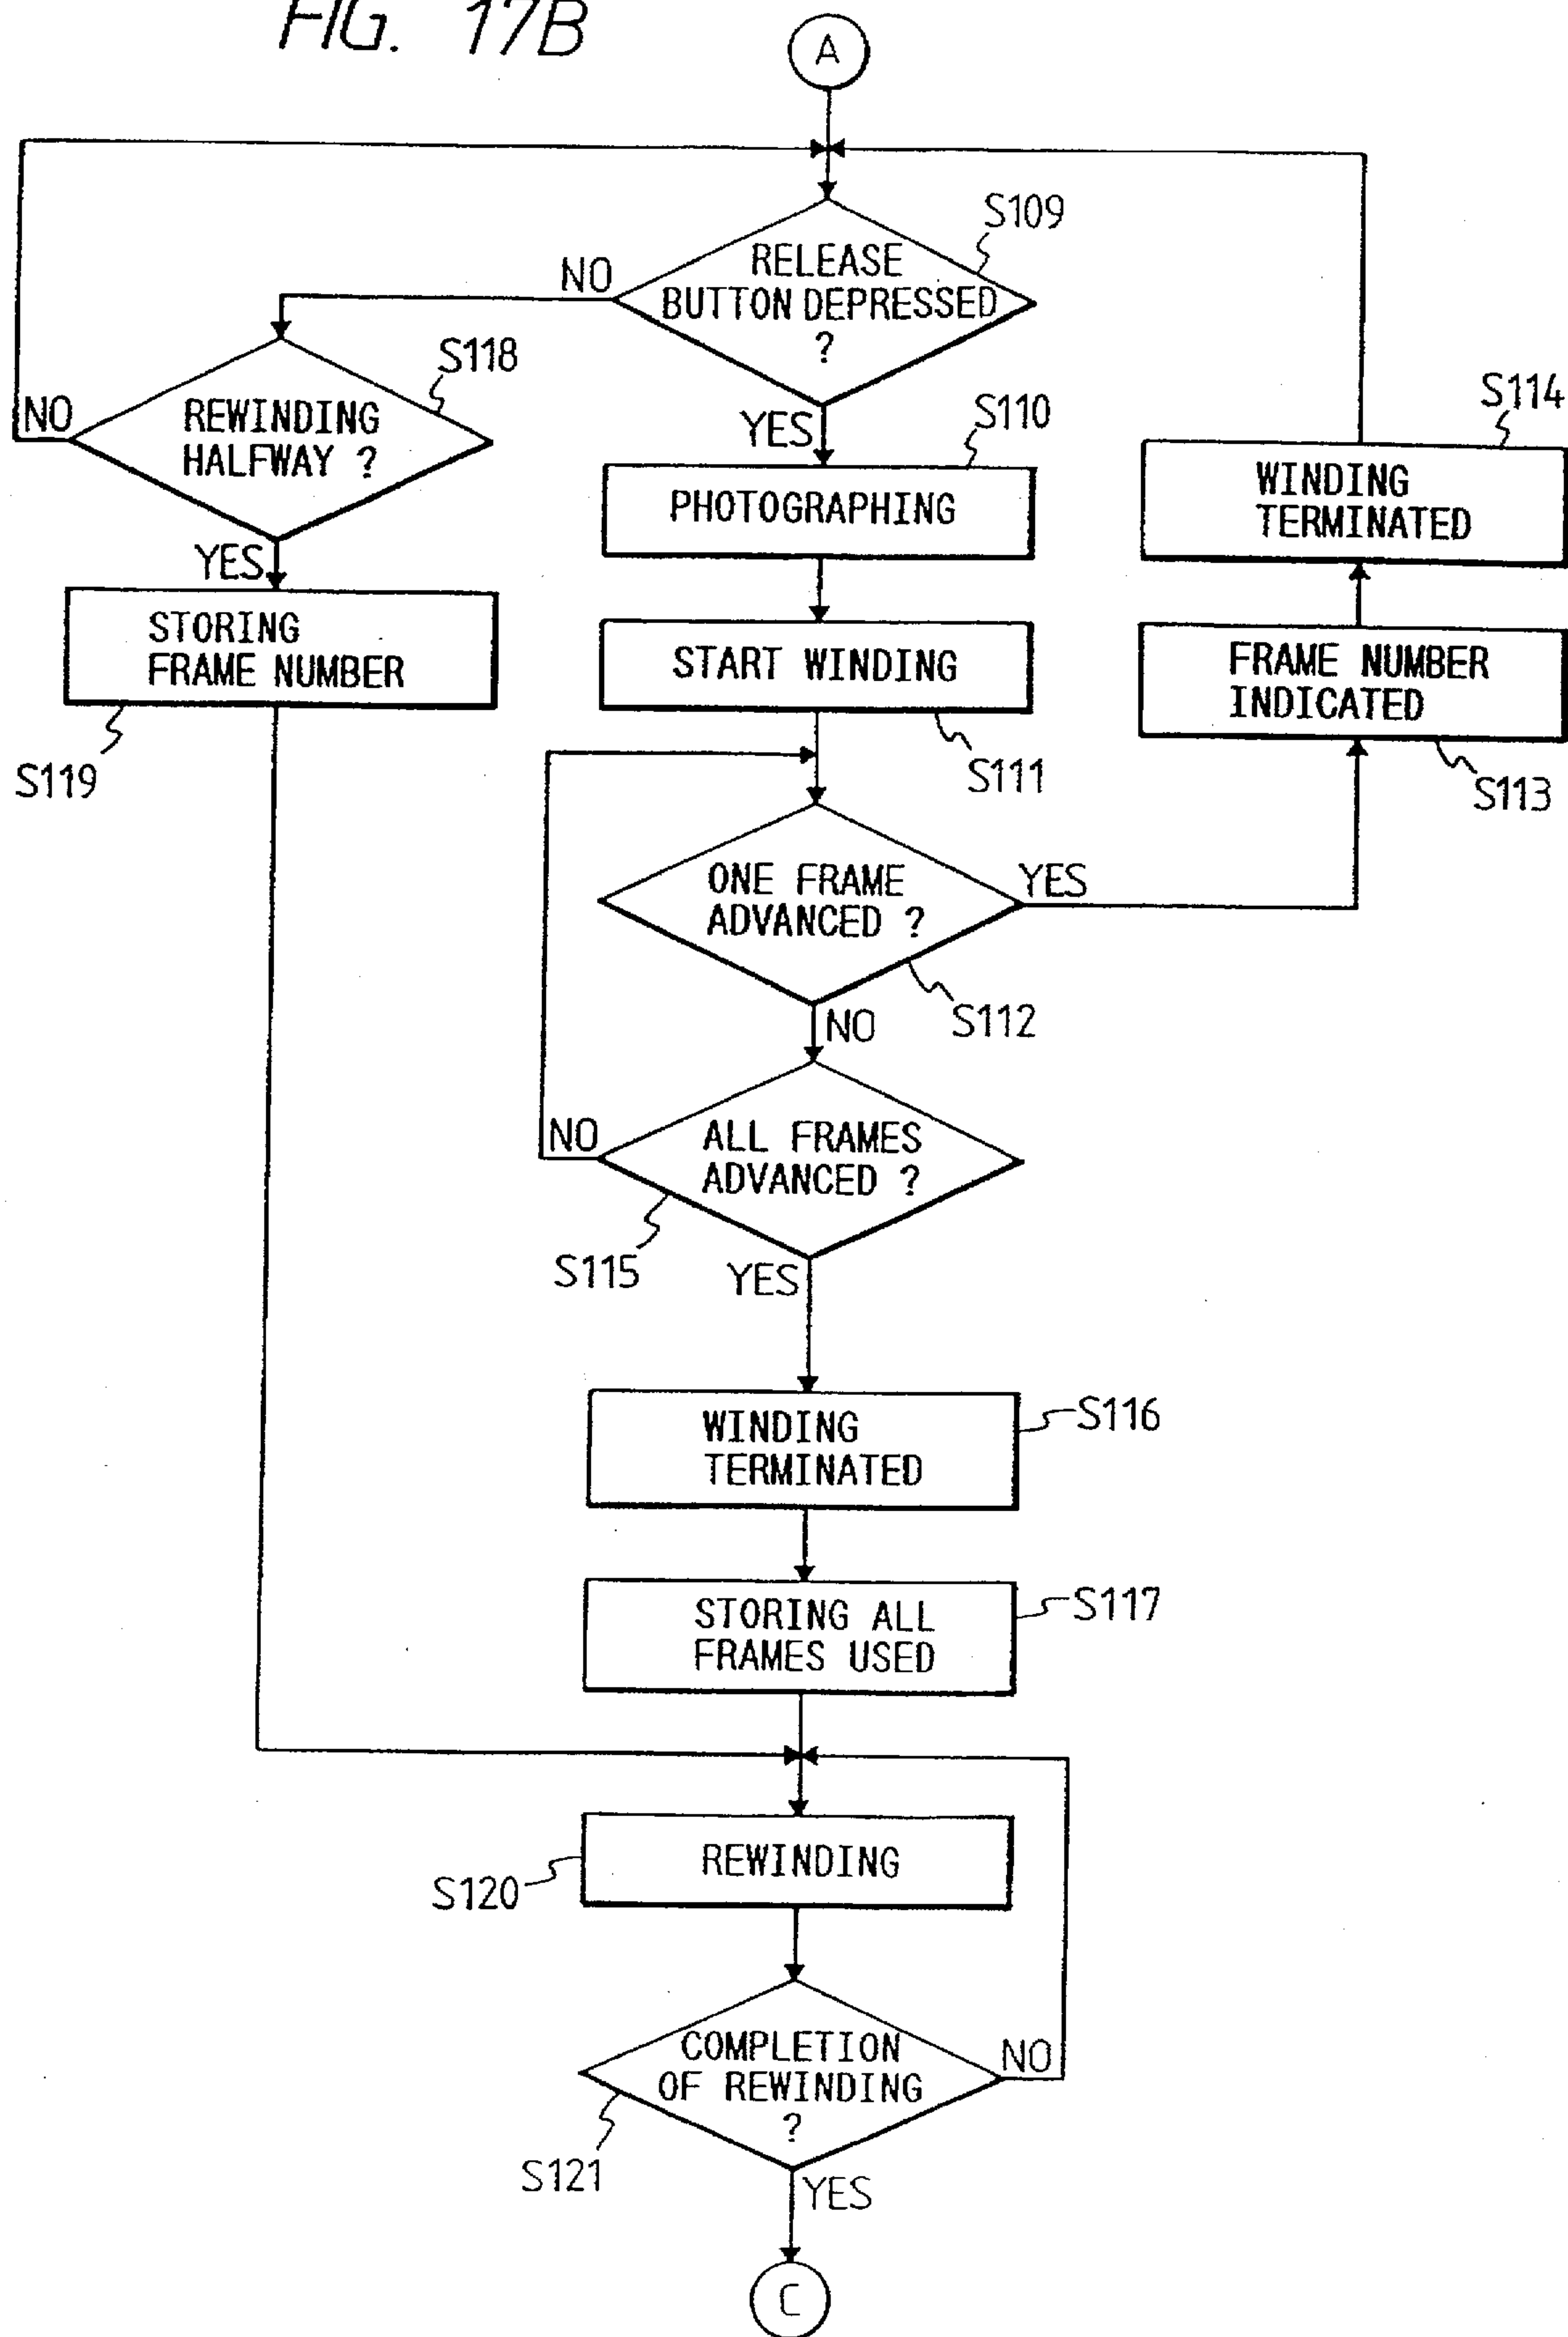 FIG. 17B
A
S109
RELEASE
BUTTON DEPRESSED
?
NO
YES
S118
REWINDING
HALFWAY ?
NO
YES
S110
PHOTOGRAPHING
S114
WINDING
TERMINATED
STORING
FRAME NUMBER
S119
START WINDING
S111
FRAME NUMBER
INDICATED
S113
ONE FRAME
ADVANCED ?
YES
S112
NO
ALL FRAMES
ADVANCED ?
NO
S115
YES
WINDING
TERMINATED
S116
STORING ALL
FRAMES USED
S117
REWINDING
S120
COMPLETION
OF REWINDING
?
NO
S121
YES
C